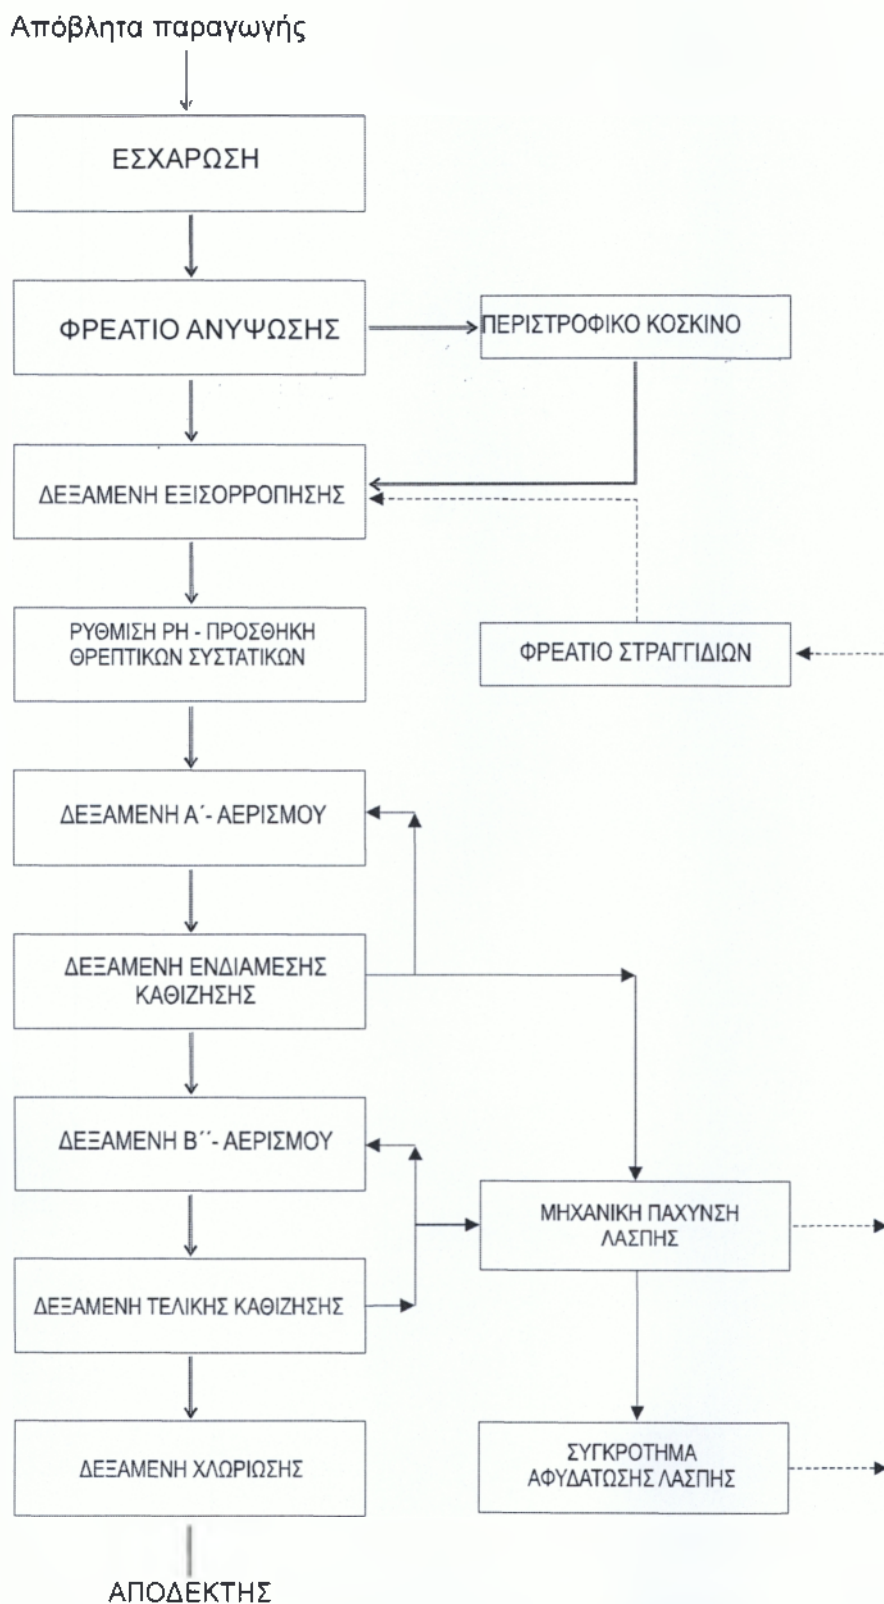 Απόβλητα παραγωγής
ΕΣΧΑΡΩΣΗ
ΦΡΕΑΤΙΟ ΑΝΥΨΩΣΗΣ
ΠΕΡΙΣΤΡΟΦΙΚΟ ΚΟΣΚΙΝΟ
ΔΕΞΑΜΕΝΗ ΕΞΙΣΟΡΡΟΠΗΣΗΣ
ΡΥΘΜΙΣΗ PH - ΠΡΟΣΘΗΚΗ
ΘΡΕΠΤΙΚΩΝ ΣΥΣΤΑΤΙΚΩΝ
ΦΡΕΑΤΙΟ ΣΤΡΑΓΓΙΔΙΩΝ
ΔΕΞΑΜΕΝΗ Α΄- ΑΕΡΙΣΜΟΥ
ΔΕΞΑΜΕΝΗ ΕΝΔΙΑΜΕΣΗΣ
ΚΑΘΙΖΗΣΗΣ
ΔΕΞΑΜΕΝΗ Β΄΄- ΑΕΡΙΣΜΟΥ
ΜΗΧΑΝΙΚΗ ΠΑΧΥΝΣΗ
ΛΑΣΠΗΣ
ΔΕΞΑΜΕΝΗ ΤΕΛΙΚΗΣ ΚΑΘΙΖΗΣΗΣ
ΔΕΞΑΜΕΝΗ ΧΛΩΡΙΩΣΗΣ
ΣΥΓΚΡΟΤΗΜΑ
ΑΦΥΔΑΤΩΣΗΣ ΛΑΣΠΗΣ
ΑΠΟΔΕΚΤΗΣ